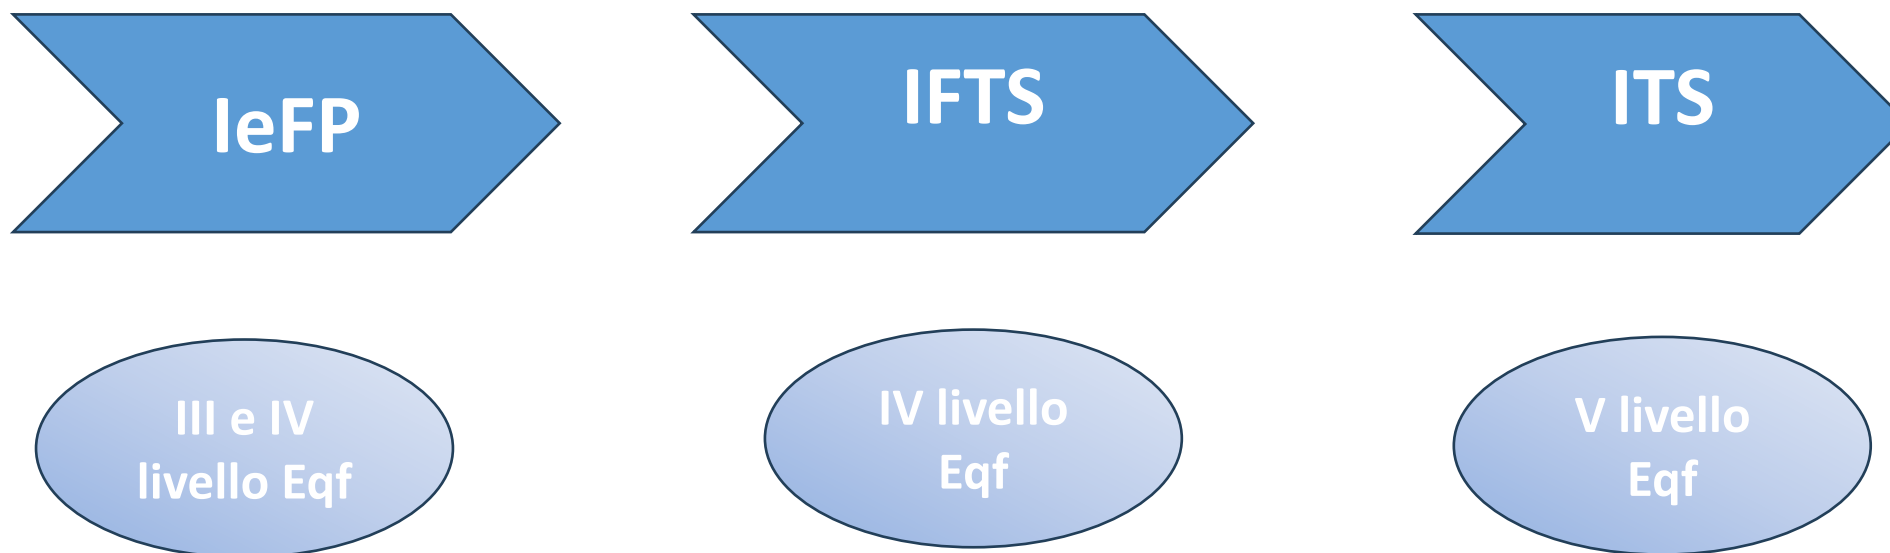 IeFP
IFTS
ITS
III e IV
livello Eqf
IV livello
Eqf
V livello
Eqf